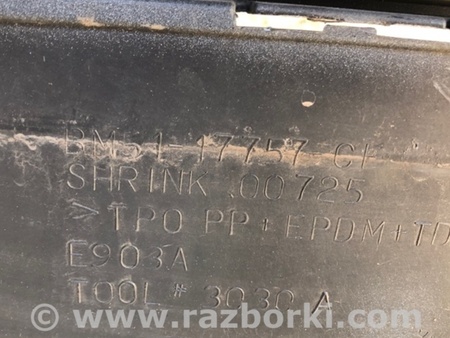 BM51-17757 CF
SHRINK .00725
>TPO PP+EPDM+TD
E903A
TOOL # 3030 A
www.razborki.com